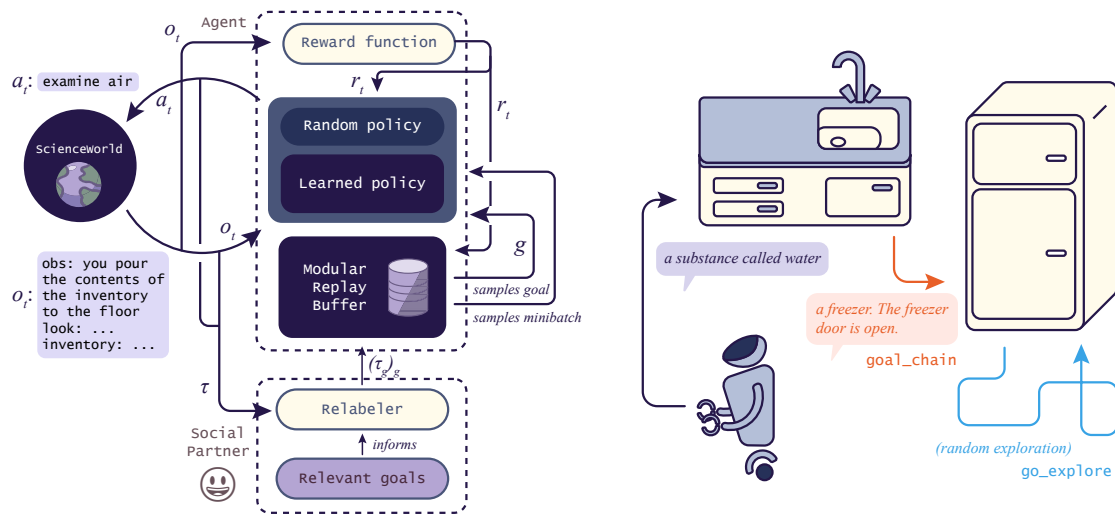 Agent
o_t
Reward function
a_t: examine air
a_t
r_t
r_t
Random policy
ScienceWorld
Learned policy
o_t
g
Modular
Replay
Buffer
samples goal
samples minibatch
o_t:
obs: you pour
the contents of
the inventory
to the floor
look: ...
inventory: ...
(τ_g)_g
τ
Relabeler
Social
Partner
informs
Relevant goals
a substance called water
a freezer. The freezer
door is open.
goal_chain
(random exploration)
go_explore